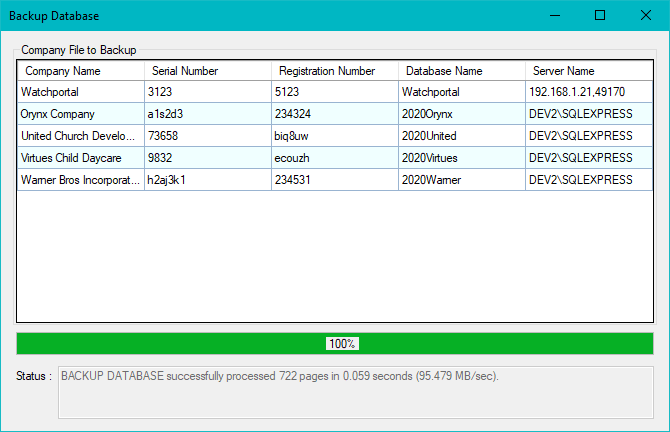 Backup Database
Company File to Backup
Company Name Serial Number Registration Number Database Name Server Name
Watchportal 3123 5123 Watchportal 192.168.1.21,49170
Orynx Company a1s2d3 234324 2020Orynx DEV2\SQLEXPRESS
United Church Develo... 73658 biq8uw 2020United DEV2\SQLEXPRESS
Virtues Child Daycare 9832 ecouzh 2020Virtues DEV2\SQLEXPRESS
Warner Bros Incorporat... h2aj3k1 234531 2020Warner DEV2\SQLEXPRESS
100%
Status : BACKUP DATABASE successfully processed 722 pages in 0.059 seconds (95.479 MB/sec).